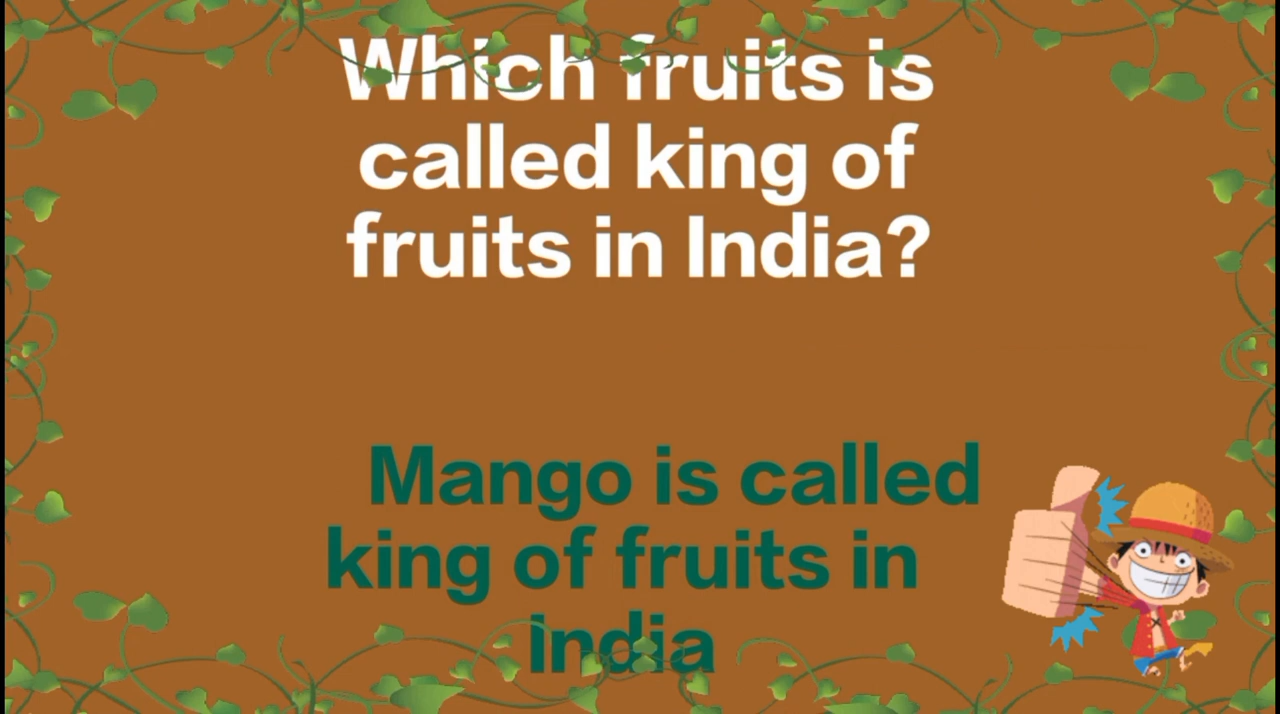 Which fruits is
called king of
fruits in India?
Mango is called
king of fruits in
India